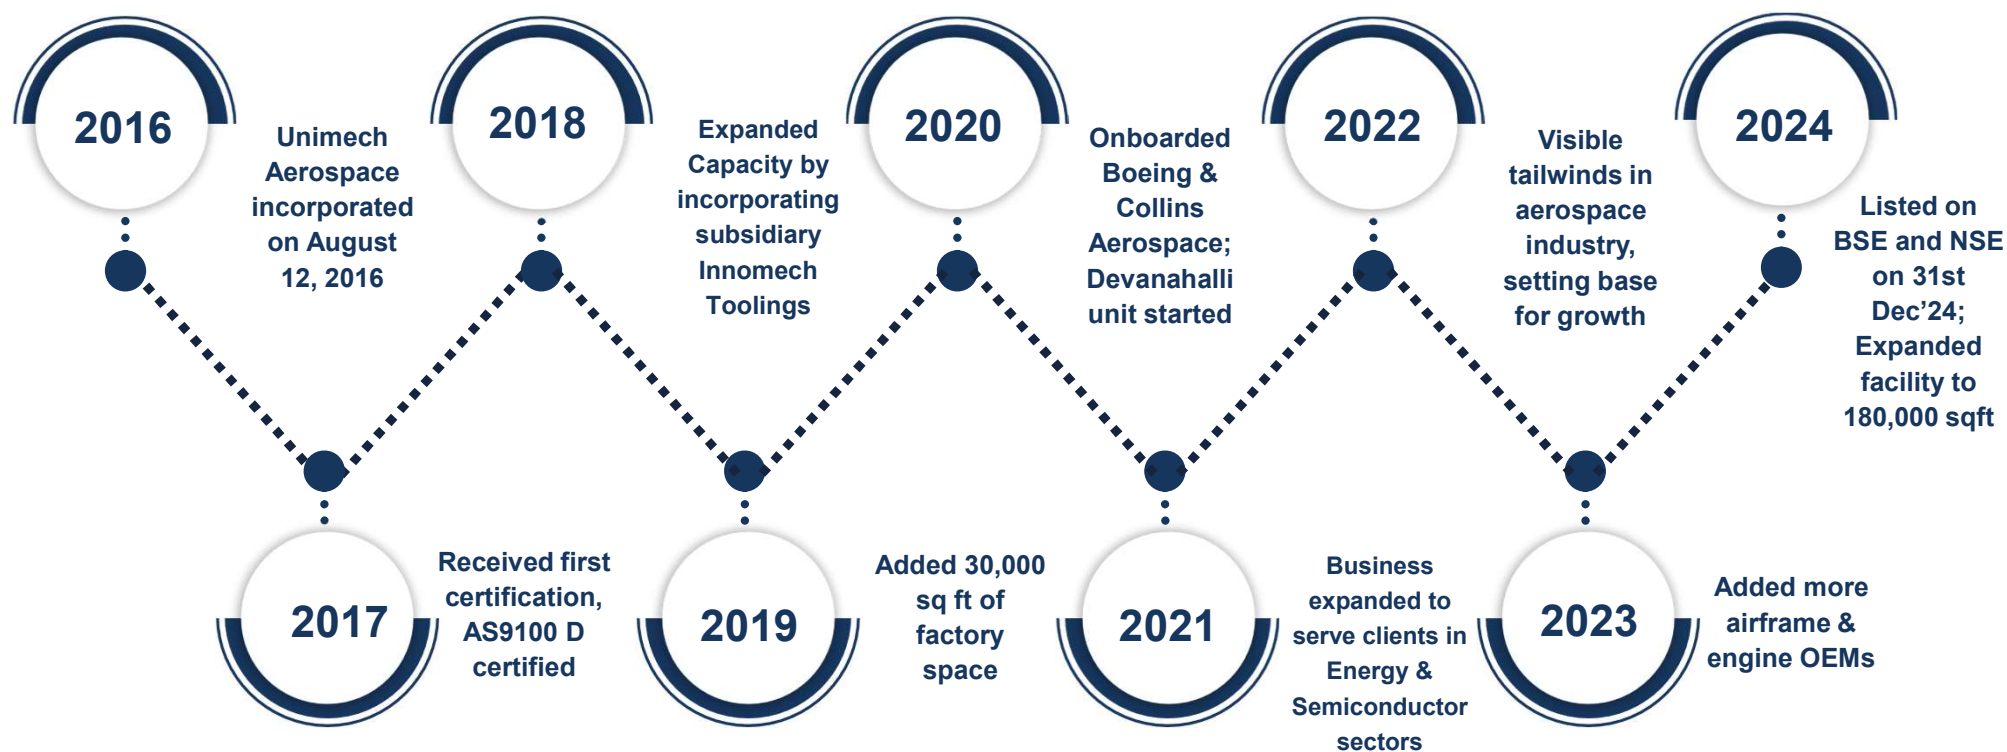 2016
Unimech
Aerospace
incorporated
on August
12, 2016
2017
Received first
certification,
AS9100 D
certified
2018
Expanded
Capacity by
incorporating
subsidiary
Innomech
Toolings
2019
Added 30,000
sq ft of
factory
space
2020
Onboarded
Boeing &
Collins
Aerospace;
Devanahalli
unit started
2021
Business
expanded to
serve clients in
Energy &
Semiconductor
sectors
2022
Visible
tailwinds in
aerospace
industry,
setting base
for growth
2023
Added more
airframe &
engine OEMs
2024
Listed on
BSE and NSE
on 31st
Dec’24;
Expanded
facility to
180,000 sqft